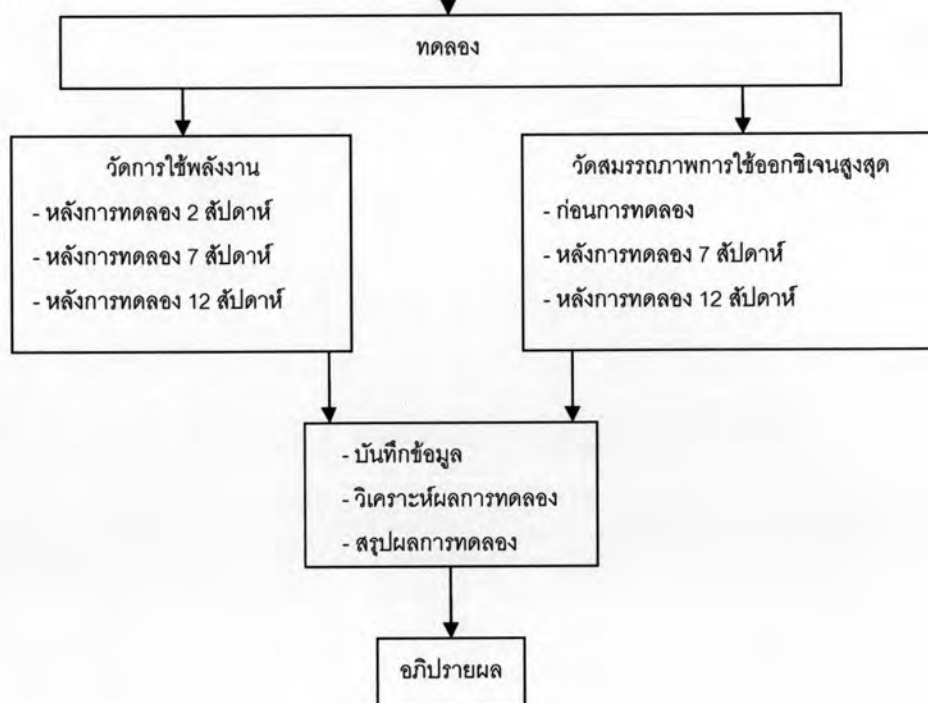 ทดลอง
วัดการใช้พลังงาน
- หลังการทดลอง 2 สัปดาห์
- หลังการทดลอง 7 สัปดาห์
- หลังการทดลอง 12 สัปดาห์
วัดสมรรถภาพการใช้ออกซิเจนสูงสุด
- ก่อนการทดลอง
- หลังการทดลอง 7 สัปดาห์
- หลังการทดลอง 12 สัปดาห์
- บันทึกข้อมูล
- วิเคราะห์ผลการทดลอง
- สรุปผลการทดลอง
อภิปรายผล